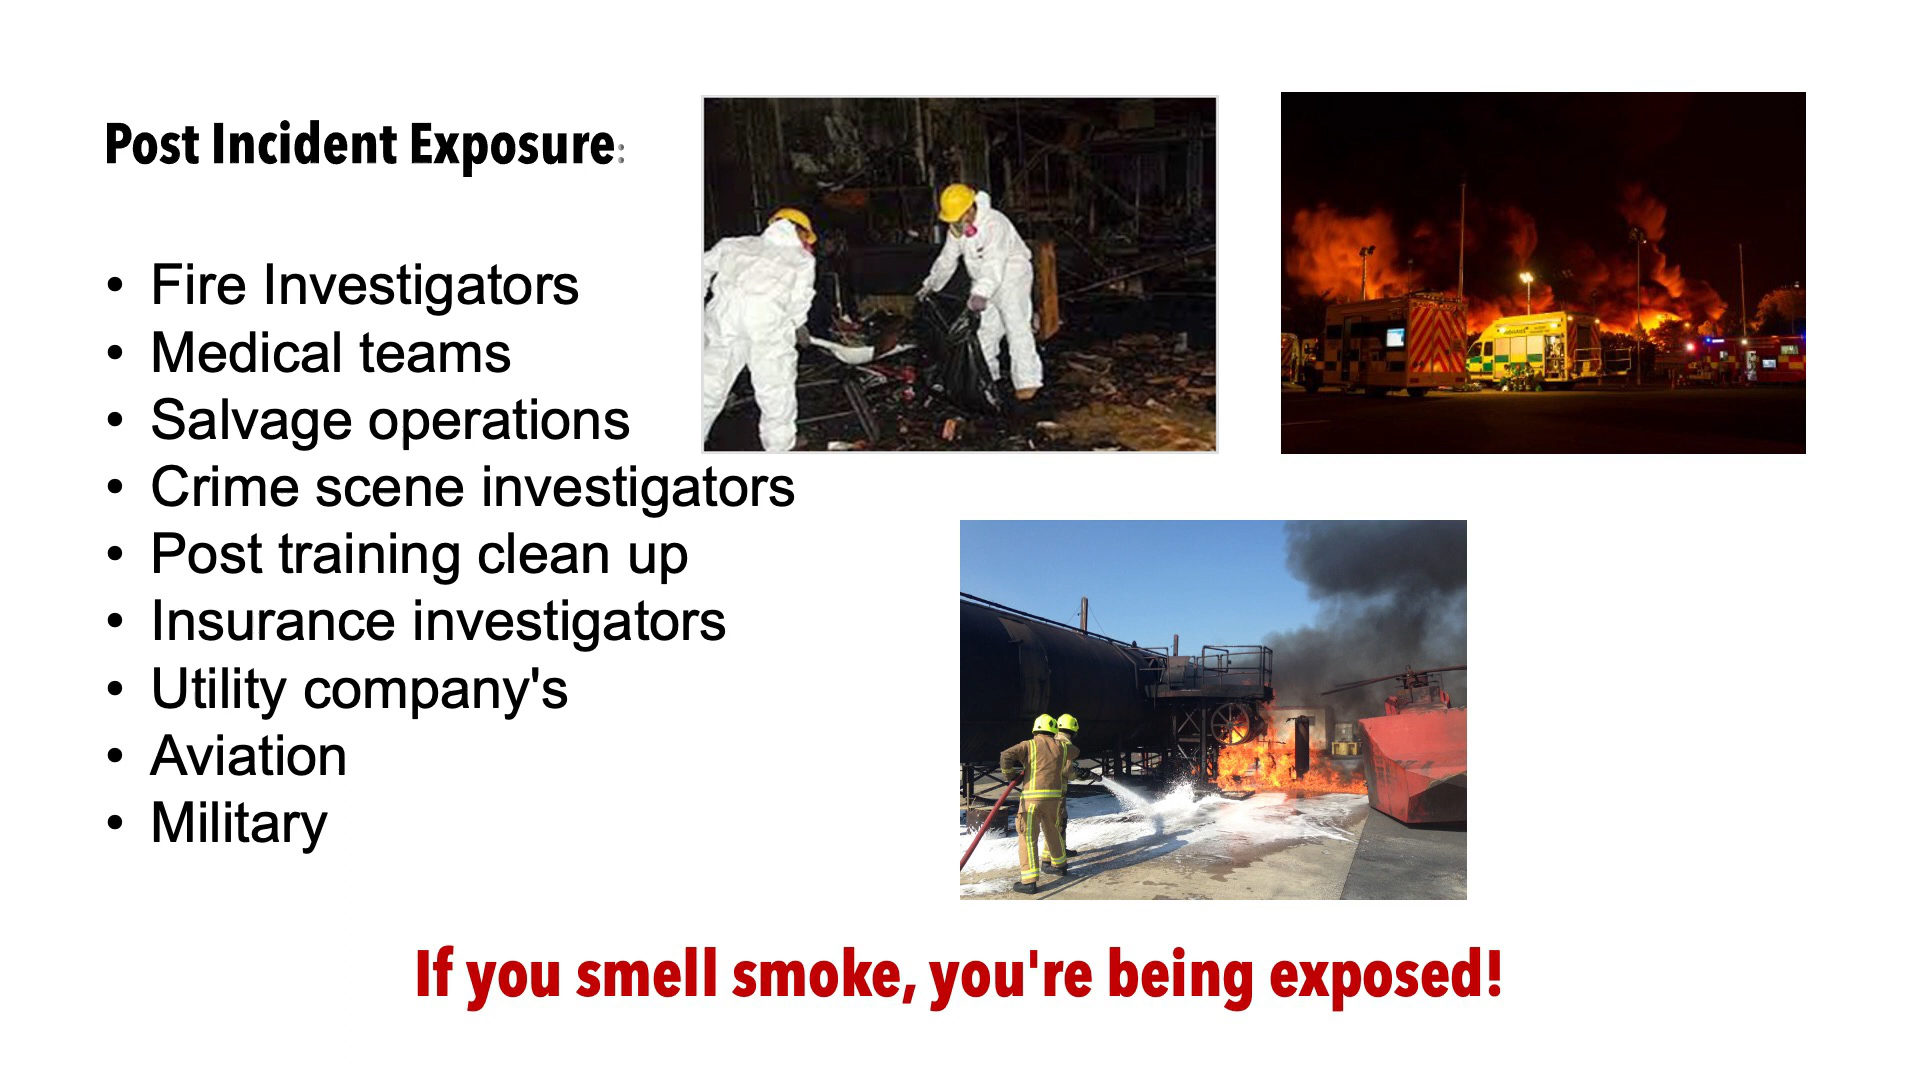 Post Incident Exposure:
• Fire Investigators
• Medical teams
• Salvage operations
• Crime scene investigators
• Post training clean up
• Insurance investigators
• Utility company's
• Aviation
• Military
If you smell smoke, you're being exposed!